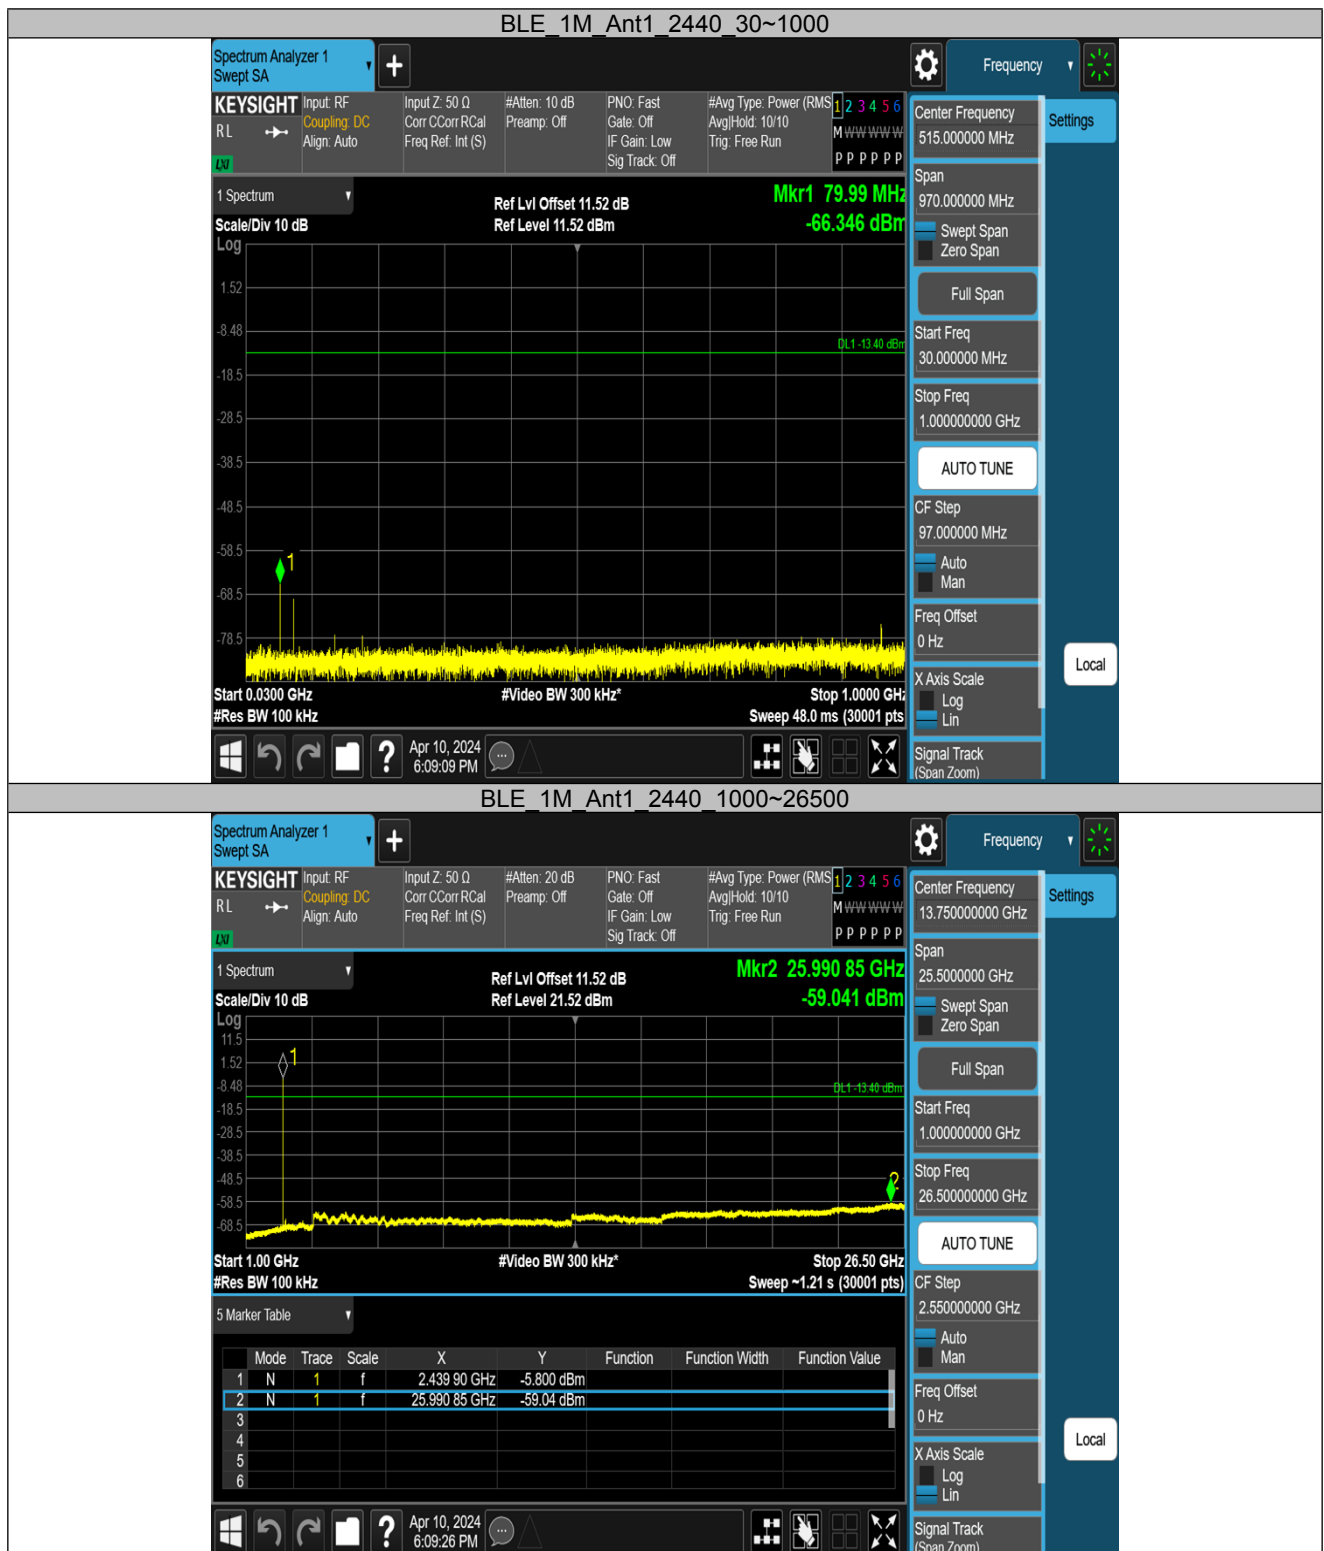 BLE_1M_Ant1_2440_30~1000
Spectrum Analyzer 1
Swept SA
Frequency
KEYSIGHT
RL
LXI
Input: RF
Coupling: DC
Align: Auto
Input Z: 50 Ω
Corr CCorr RCal
Freq Ref: Int (S)
#Atten: 10 dB
Preamp: Off
PNO: Fast
Gate: Off
IF Gain: Low
Sig Track: Off
#Avg Type: Power (RMS
Avg|Hold: 10/10
Trig: Free Run
1 2 3 4 5 6
M W W W W W
P P P P P P
Center Frequency
515.000000 MHz
Settings
Span
970.000000 MHz
Swept Span
Zero Span
Full Span
Start Freq
30.000000 MHz
Stop Freq
1.000000000 GHz
AUTO TUNE
CF Step
97.000000 MHz
Auto
Man
Freq Offset
0 Hz
X Axis Scale
Log
Lin
Signal Track
(Span Zoom)
Local
1 Spectrum
Scale/Div 10 dB
Ref Lvl Offset 11.52 dB
Ref Level 11.52 dBm
Mkr1 79.99 MHz
-66.346 dBm
Log
1.52
-8.48
DL1 -13.40 dBm
-18.5
-28.5
-38.5
-48.5
-58.5
1
-68.5
-78.5
Start 0.0300 GHz
#Video BW 300 kHz*
Stop 1.0000 GHz
#Res BW 100 kHz
Sweep 48.0 ms (30001 pts
?
Apr 10, 2024
6:09:09 PM
BLE_1M_Ant1_2440_1000~26500
Spectrum Analyzer 1
Swept SA
Frequency
KEYSIGHT
RL
LXI
Input: RF
Coupling: DC
Align: Auto
Input Z: 50 Ω
Corr CCorr RCal
Freq Ref: Int (S)
#Atten: 20 dB
Preamp: Off
PNO: Fast
Gate: Off
IF Gain: Low
Sig Track: Off
#Avg Type: Power (RMS
Avg|Hold: 10/10
Trig: Free Run
1 2 3 4 5 6
M W W W W W
P P P P P P
Center Frequency
13.750000000 GHz
Settings
Span
25.5000000 GHz
Swept Span
Zero Span
Full Span
Start Freq
1.000000000 GHz
Stop Freq
26.500000000 GHz
AUTO TUNE
CF Step
2.550000000 GHz
Auto
Man
Freq Offset
0 Hz
X Axis Scale
Log
Lin
Signal Track
(Span Zoom)
Local
1 Spectrum
Scale/Div 10 dB
Ref Lvl Offset 11.52 dB
Ref Level 21.52 dBm
Mkr2 25.990 85 GHz
-59.041 dBm
Log
11.5
1.52
1
-8.48
DL1 -13.40 dBm
-18.5
-28.5
-38.5
-48.5
2
-58.5
-68.5
Start 1.00 GHz
#Video BW 300 kHz*
Stop 26.50 GHz
#Res BW 100 kHz
Sweep ~1.21 s (30001 pts)
5 Marker Table
Mode Trace Scale X Y Function Function Width Function Value
1 N 1 f 2.439 90 GHz -5.800 dBm
2 N 1 f 25.990 85 GHz -59.04 dBm
3
4
5
6
?
Apr 10, 2024
6:09:26 PM